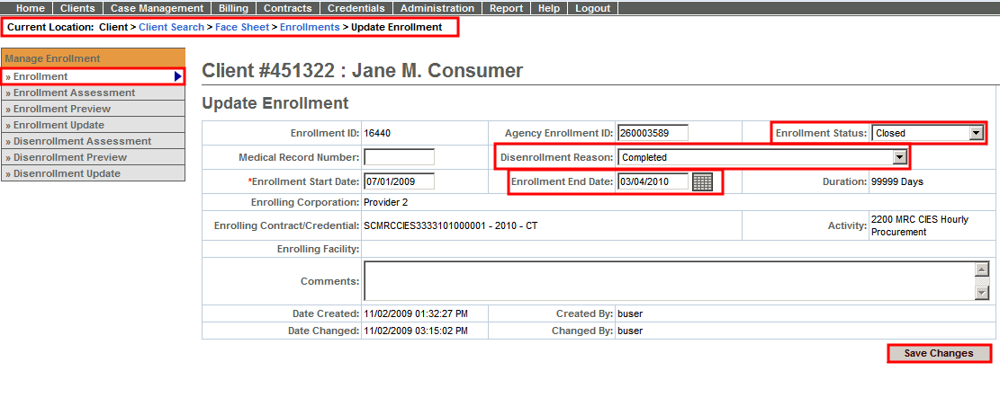 Home Clients Case Management Billing Contracts Credentials Administration Report Help Logout
Current Location: Client > Client Search > Face Sheet > Enrollments > Update Enrollment
Manage Enrollment
» Enrollment
» Enrollment Assessment
» Enrollment Preview
» Enrollment Update
» Disenrollment Assessment
» Disenrollment Preview
» Disenrollment Update
Client #451322 : Jane M. Consumer
Update Enrollment
Enrollment ID: 16440 Agency Enrollment ID: 260003589 Enrollment Status: Closed
Medical Record Number: Disenrollment Reason: Completed
*Enrollment Start Date: 07/01/2009 Enrollment End Date: 03/04/2010 Duration: 99999 Days
Enrolling Corporation: Provider 2
Enrolling Contract/Credential: SCMRCCIES3333101000001 - 2010 - CT Activity: 2200 MRC CIES Hourly
Procurement
Enrolling Facility:
Comments:
Date Created: 11/02/2009 01:32:27 PM Created By: buser
Date Changed: 11/02/2009 03:15:02 PM Changed By: buser
Save Changes